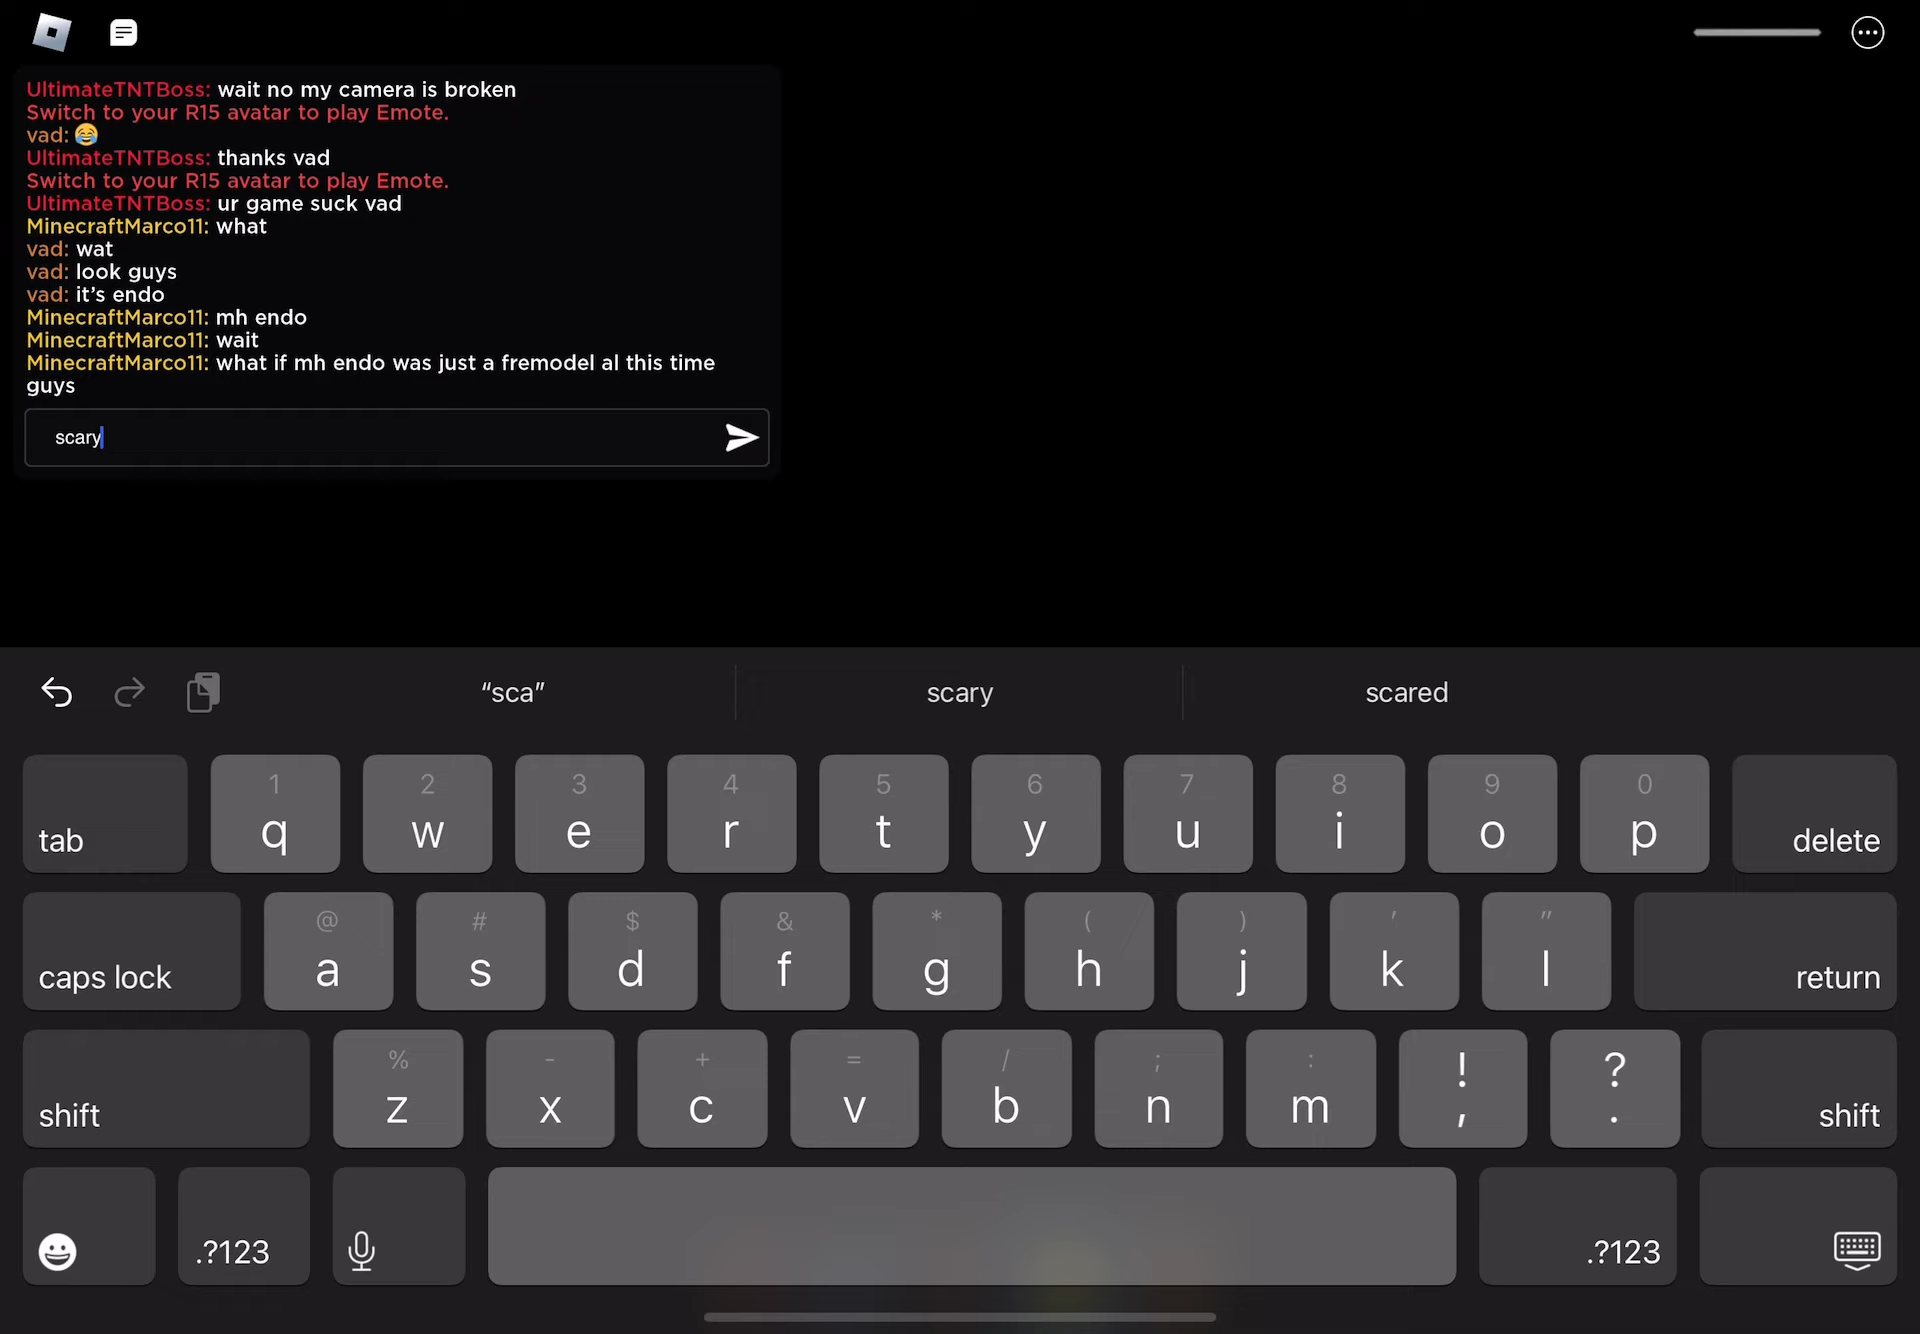 UltimateTNTBoss: wait no my camera is broken
Switch to your R15 avatar to play Emote.
vad: 😂
UltimateTNTBoss: thanks vad
Switch to your R15 avatar to play Emote.
UltimateTNTBoss: ur game suck vad
MinecraftMarco11: what
vad: wat
vad: look guys
vad: it’s endo
MinecraftMarco11: mh endo
MinecraftMarco11: wait
MinecraftMarco11: what if mh endo was just a fremodel al this time
guys
scary
“sca” scary scared
1 2 3 4 5 6 7 8 9 0
tab q w e r t y u i o p delete
@ # $ & * ( ) ' "
caps lock a s d f g h j k l return
% - + = / ; : ! ?
shift z x c v b n m , . shift
.?123 .?123